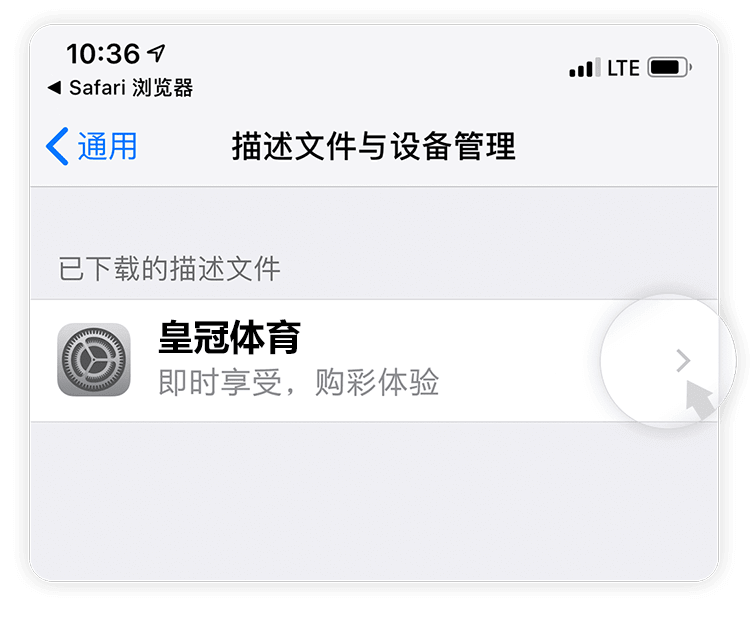 10:36
LTE
Safari 浏览器
通用
描述文件与设备管理
已下载的描述文件
皇冠体育
即时享受，购彩体验